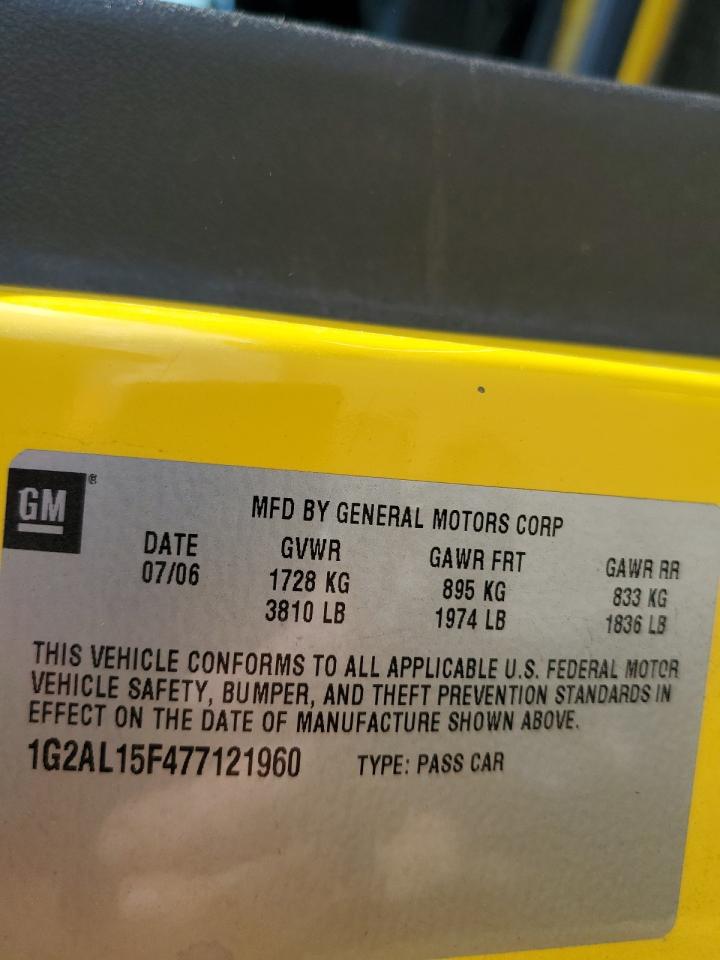 GM®
MFD BY GENERAL MOTORS CORP
DATE GVWR GAWR FRT GAWR RR
07/06 1728 KG 895 KG 833 KG
3810 LB 1974 LB 1836 LB
THIS VEHICLE CONFORMS TO ALL APPLICABLE U.S. FEDERAL MOTOR
VEHICLE SAFETY, BUMPER, AND THEFT PREVENTION STANDARDS IN
EFFECT ON THE DATE OF MANUFACTURE SHOWN ABOVE.
1G2AL15F477121960 TYPE: PASS CAR